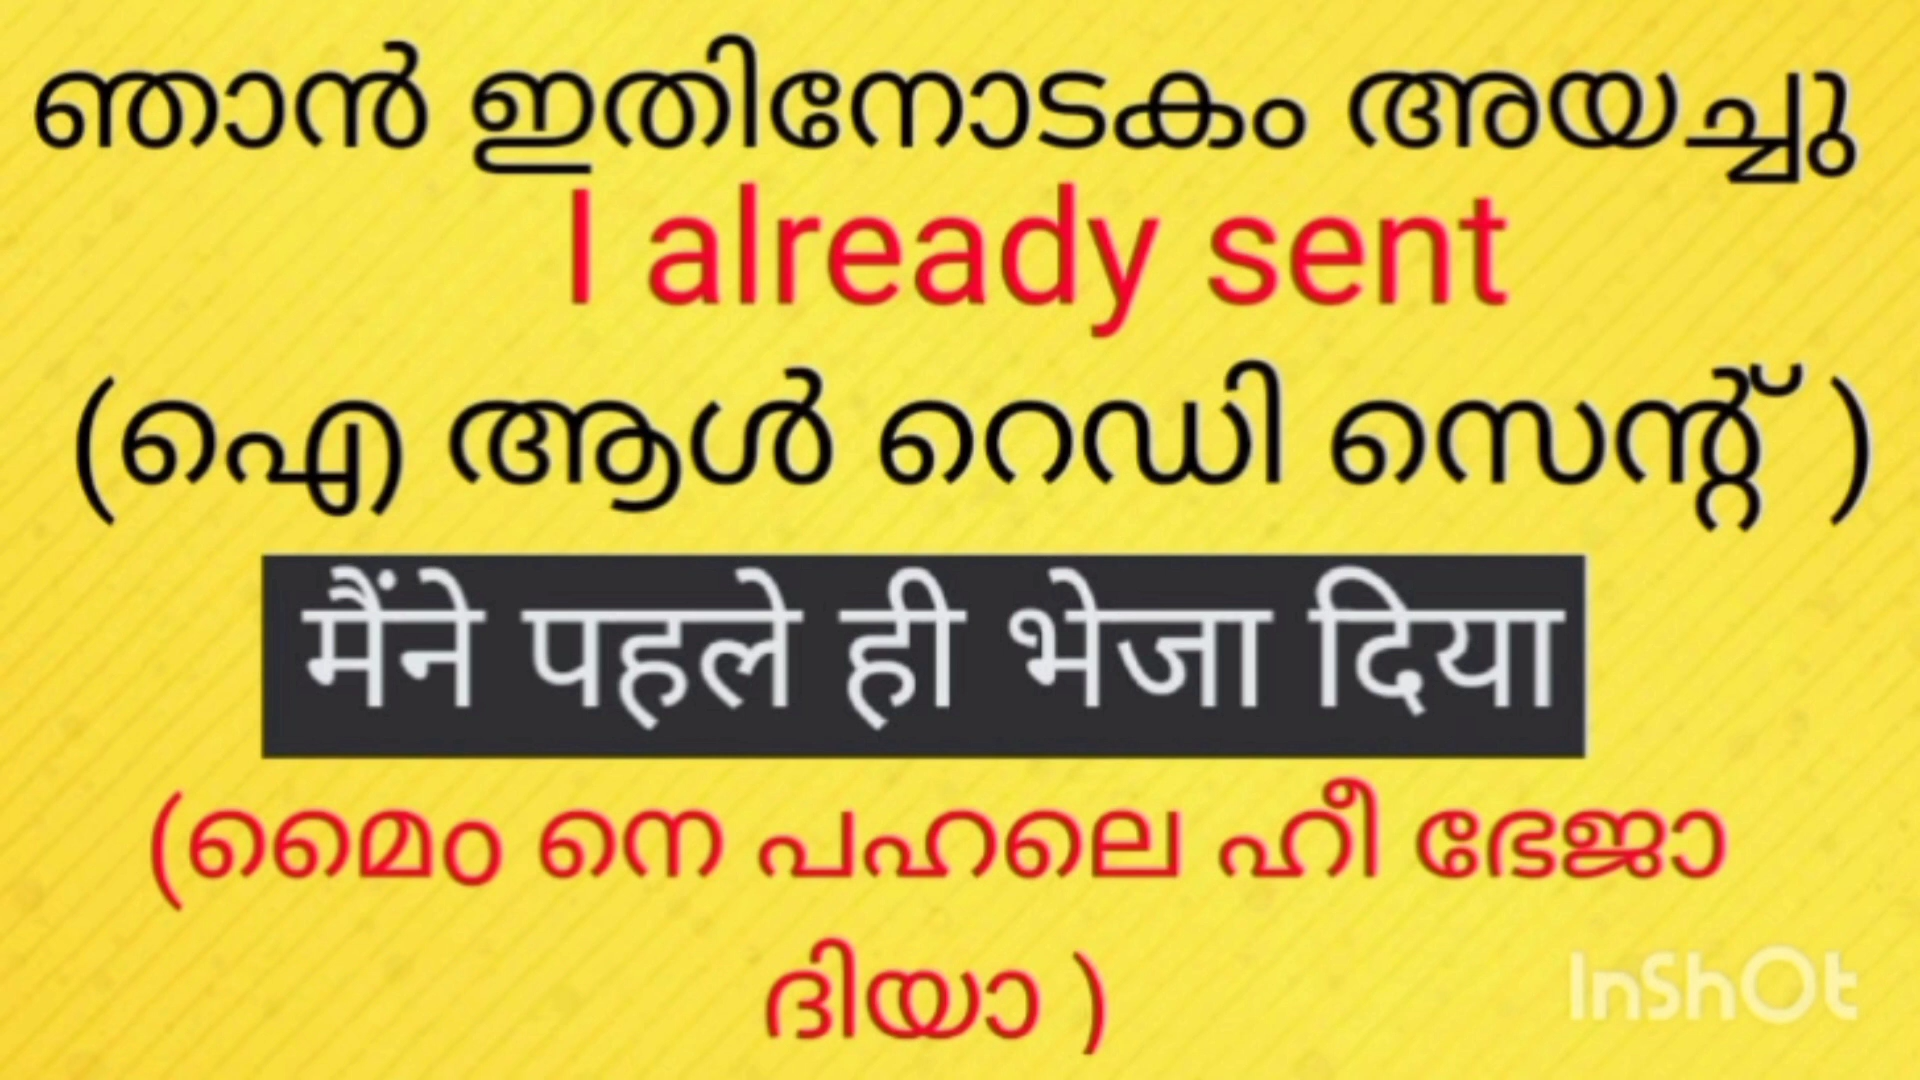 ഞാൻ ഇതിനോടകം അയച്ചു
I already sent
(ഐ ആൾ റെഡി സെന്റ് )
मैंने पहले ही भेजा दिया
(മൈം നെ പഹലെ ഹീ ഭേജാ
ദിയാ )
InShOt